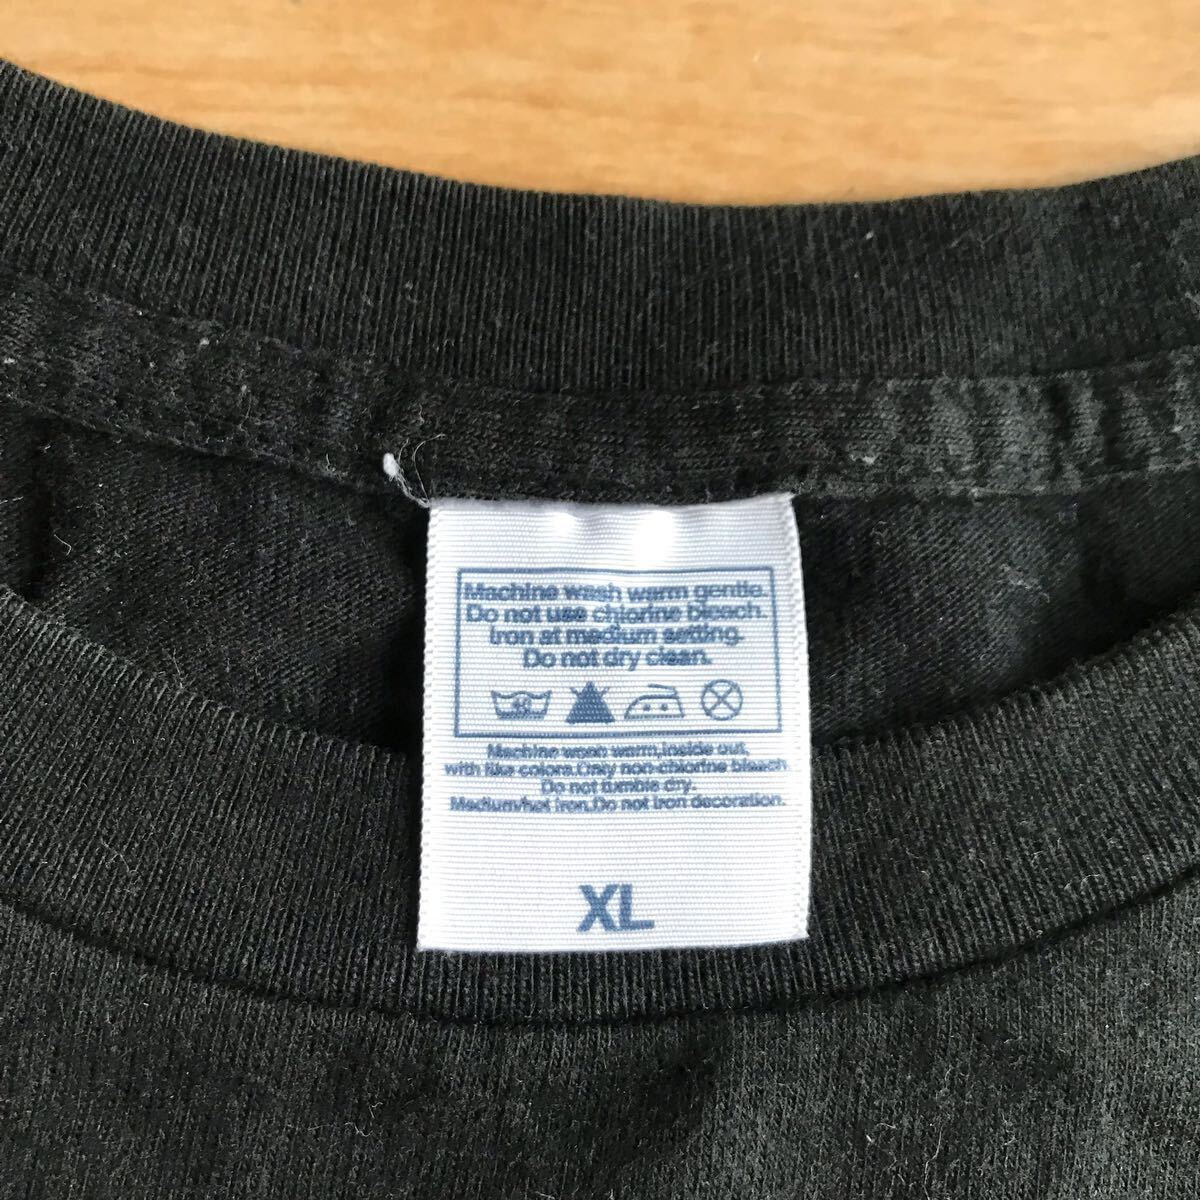 Machine wash warm gentle.
Do not use chlorine bleach.
Iron at medium setting.
Do not dry clean.
40
Machine wash warm,inside out,
with like colors.Only non-chlorine bleach.
Do not tumble dry.
Medium/hot iron.Do not iron decoration.
XL